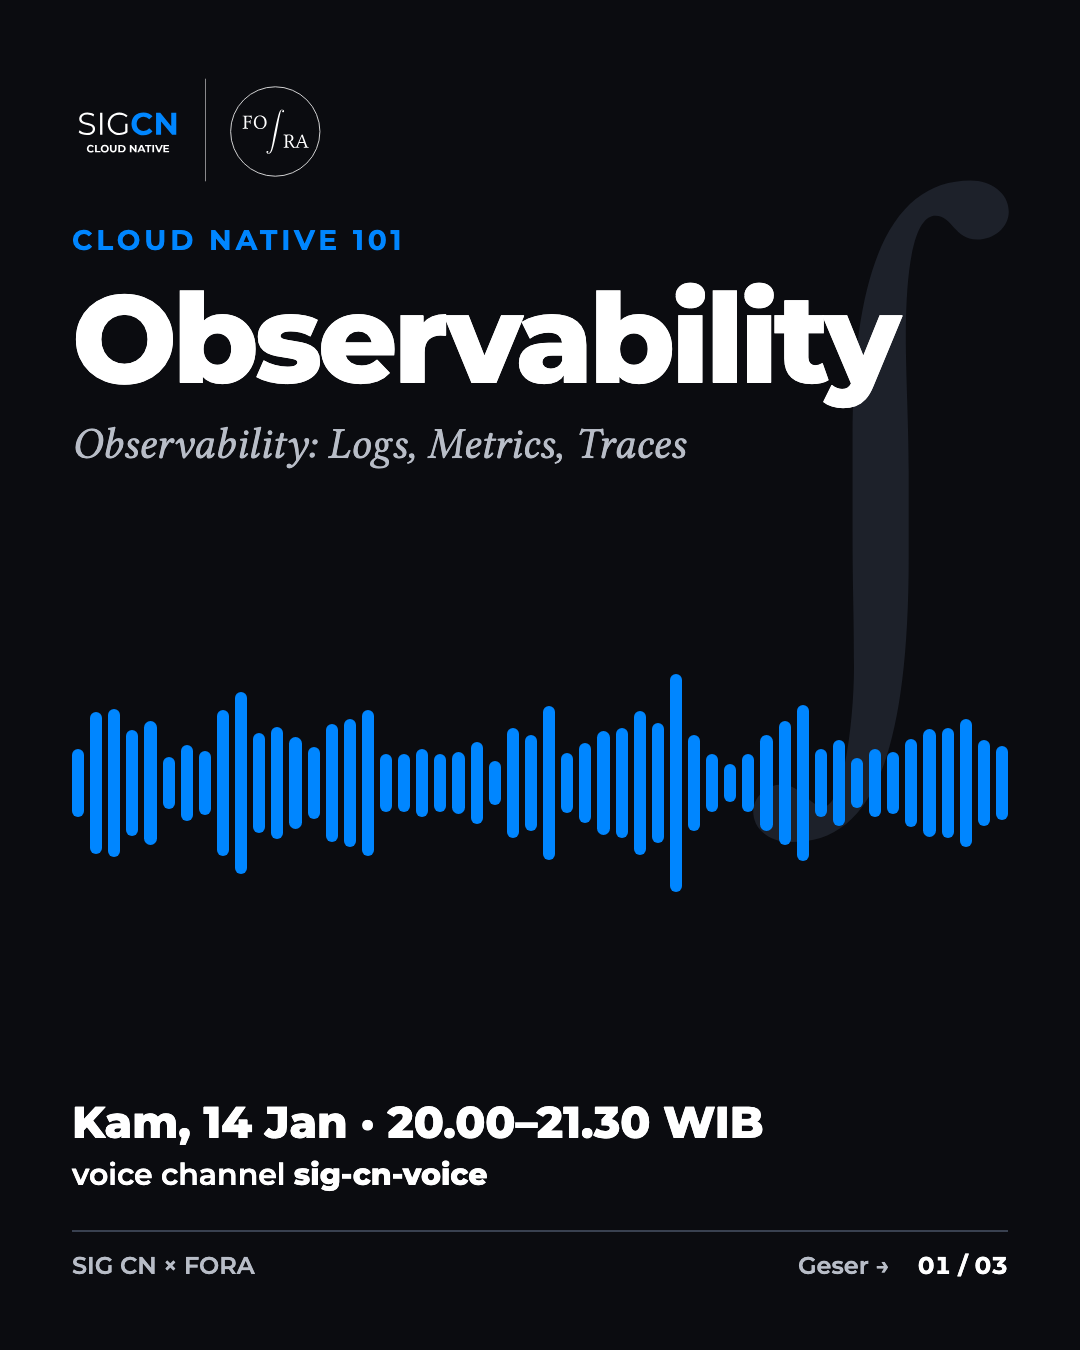 SIGCN
CLOUD NATIVE
FO∫RA
CLOUD NATIVE 101
Observability
Observability: Logs, Metrics, Traces
Kam, 14 Jan · 20.00–21.30 WIB
voice channel sig-cn-voice
SIG CN × FORA
Geser → 01 / 03